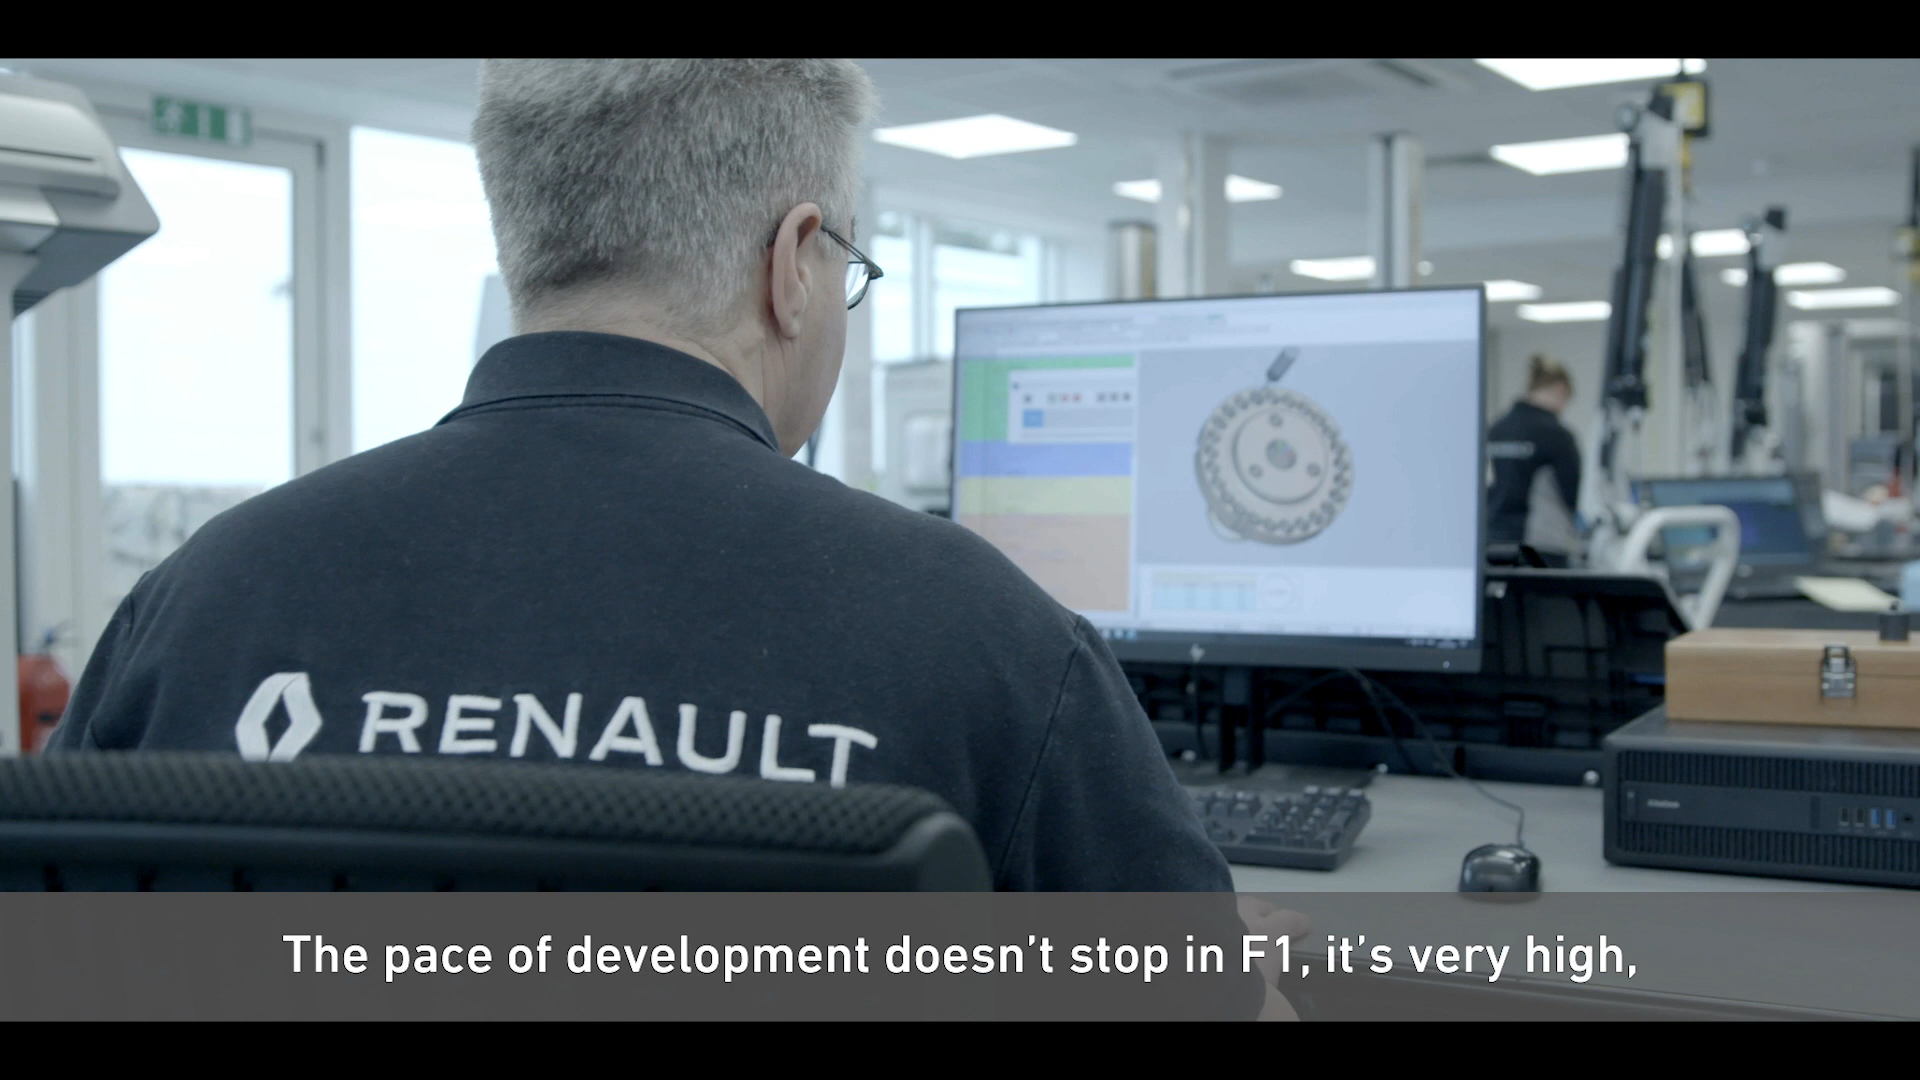 RENAULT
The pace of development doesn't stop in F1, it's very high,